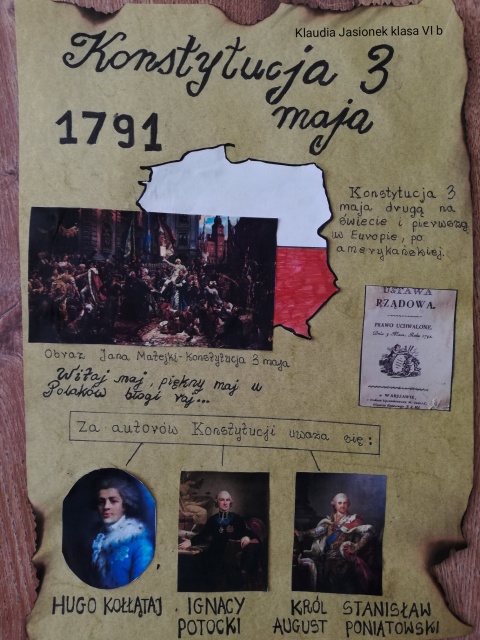 Klaudia Jasionek klasa VI b
Konstytucja 3
maja
1791
Konstytucja 3
maja drugą na
świecie i pierwszą
w Europie, po
amerykańskiej.
USTAWA
RZĄDOWA.
PRAWO UCHWALONE.
w WARSZAWIE,
Obraz Jana Matejki-Konstytucja 3 maja
Witaj maj, piękny maj u
Polaków błogi raj...
Za autorów Konstytucji uważa się:
HUGO KOŁŁĄTAJ
IGNACY
POTOCKI
KRÓL STANISŁAW
AUGUST PONIATOWSKI